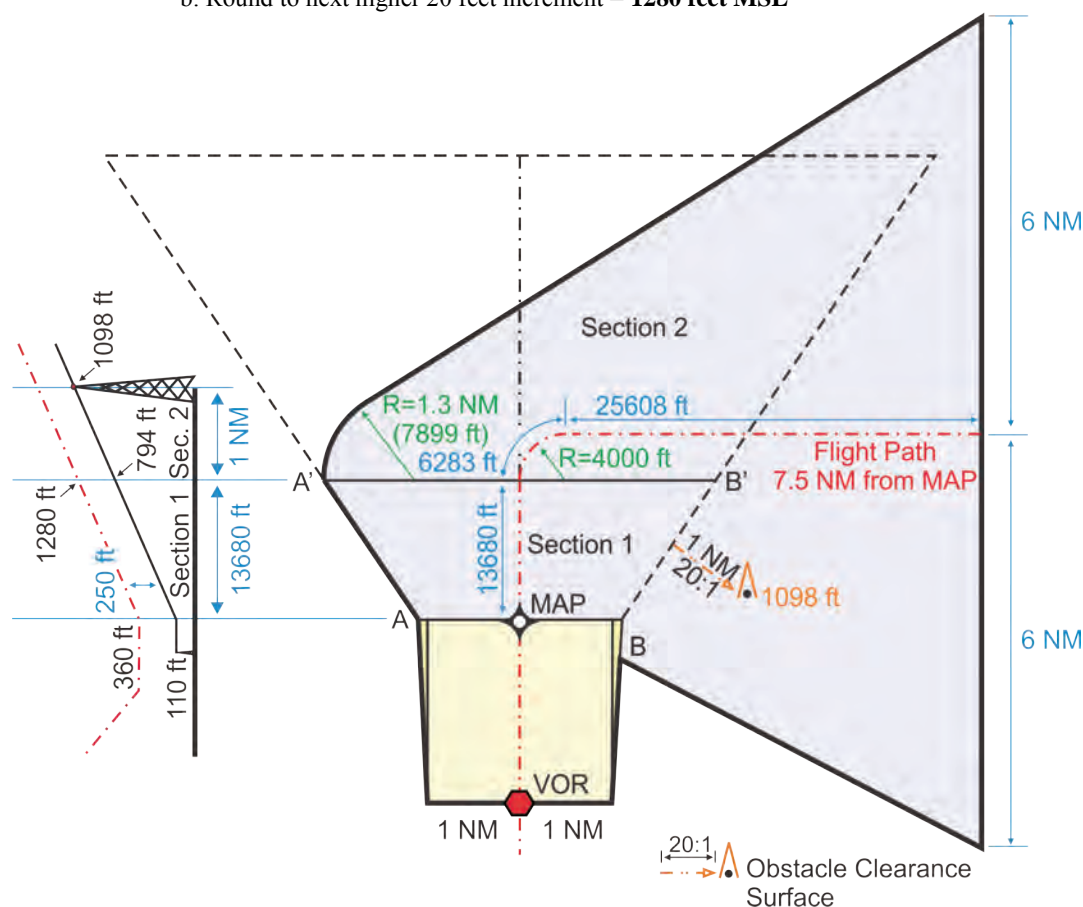 b. Round to next higher 20 feet increment = 1280 feet MSL
6 NM
1098 ft
Section 2
25608 ft
R=1.3 NM
(7899 ft)
6283 ft
R=4000 ft
Flight Path
7.5 NM from MAP
794 ft
Sec. 2
1 NM
A'
B'
1280 ft
Section 1
13680 ft
13680 ft
Section 1
1 NM
20:1
1098 ft
250 ft
MAP
A
B
6 NM
360 ft
110 ft
VOR
1 NM
1 NM
20:1
Obstacle Clearance
Surface